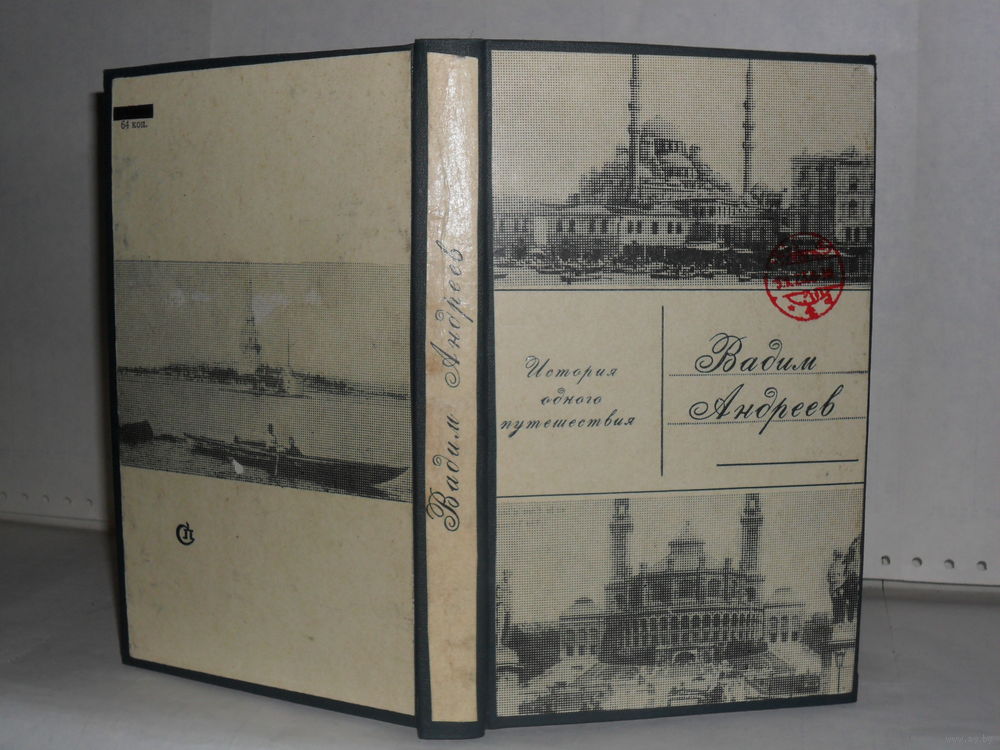 64 коп.
Вадим Андреев
История
одного
путешествия
Вадим
Андреев